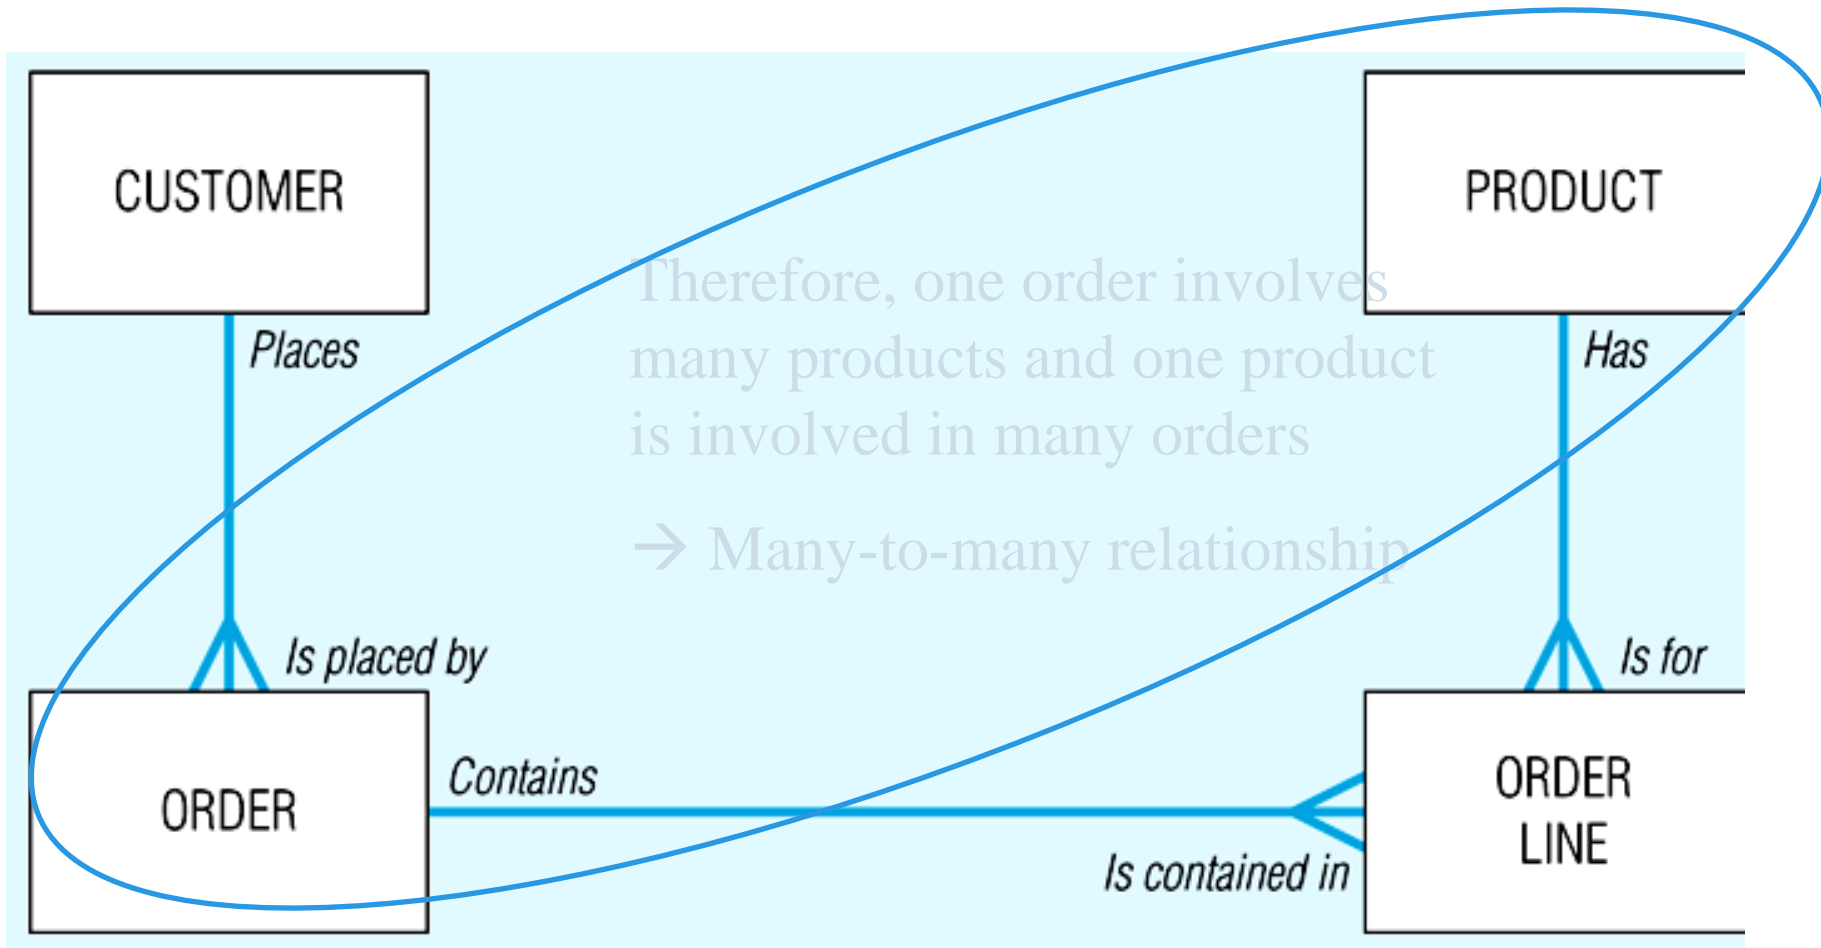 CUSTOMER
PRODUCT
Therefore, one order involves
many products and one product
is involved in many orders
→ Many-to-many relationship
Places
Has
Is placed by
Is for
ORDER
Contains
Is contained in
ORDER
LINE